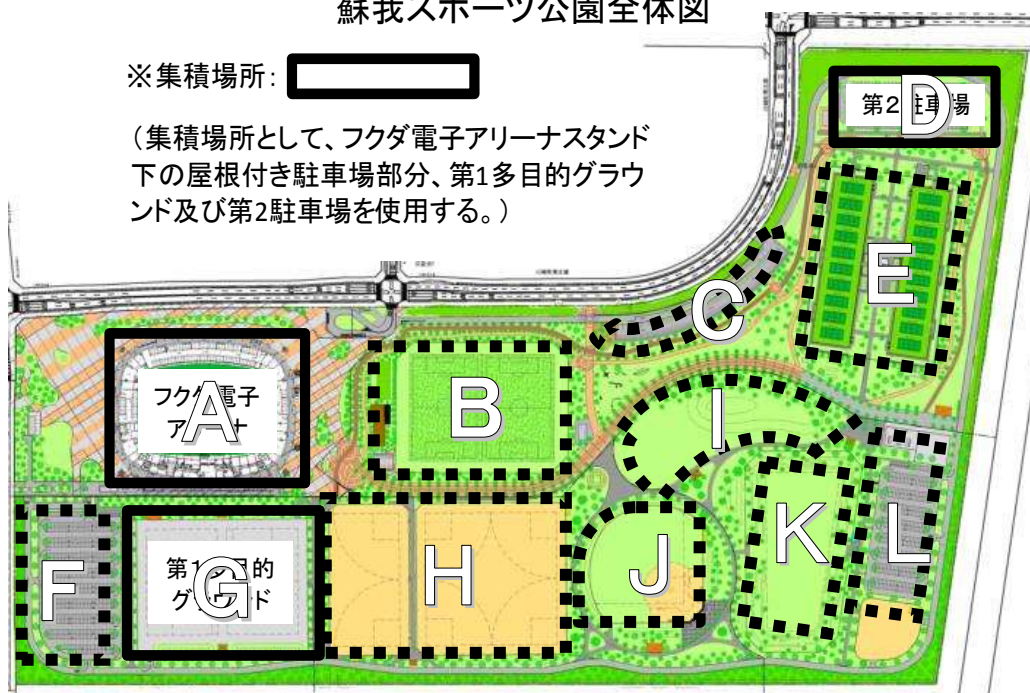 蘇我スポーツ公園全体図
※集積場所:
(集積場所として、フクダ電子アリーナスタンド
下の屋根付き駐車場部分、第1多目的グラウ
ンド及び第2駐車場を使用する。)
第2駐車場
D
E
C
フクダ電子
アリーナ
A
B
I
F
第1多目的
グラウンド
G
H
J
K
L